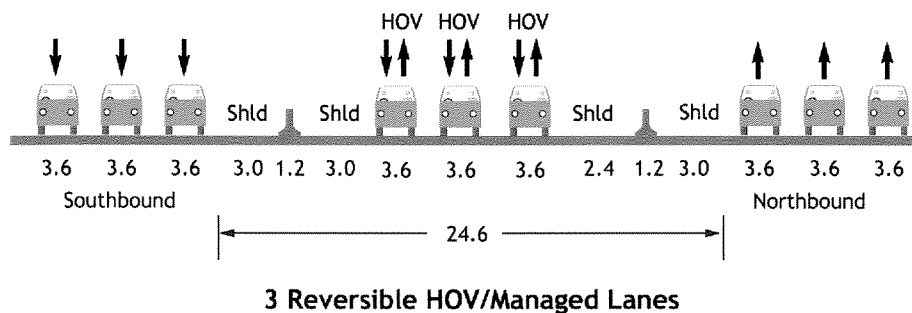 HOV HOV HOV
Shld Shld Shld Shld
3.6 3.6 3.6 3.0 1.2 3.0 3.6 3.6 3.6 2.4 1.2 3.0 3.6 3.6 3.6
Southbound Northbound
24.6
3 Reversible HOV/Managed Lanes